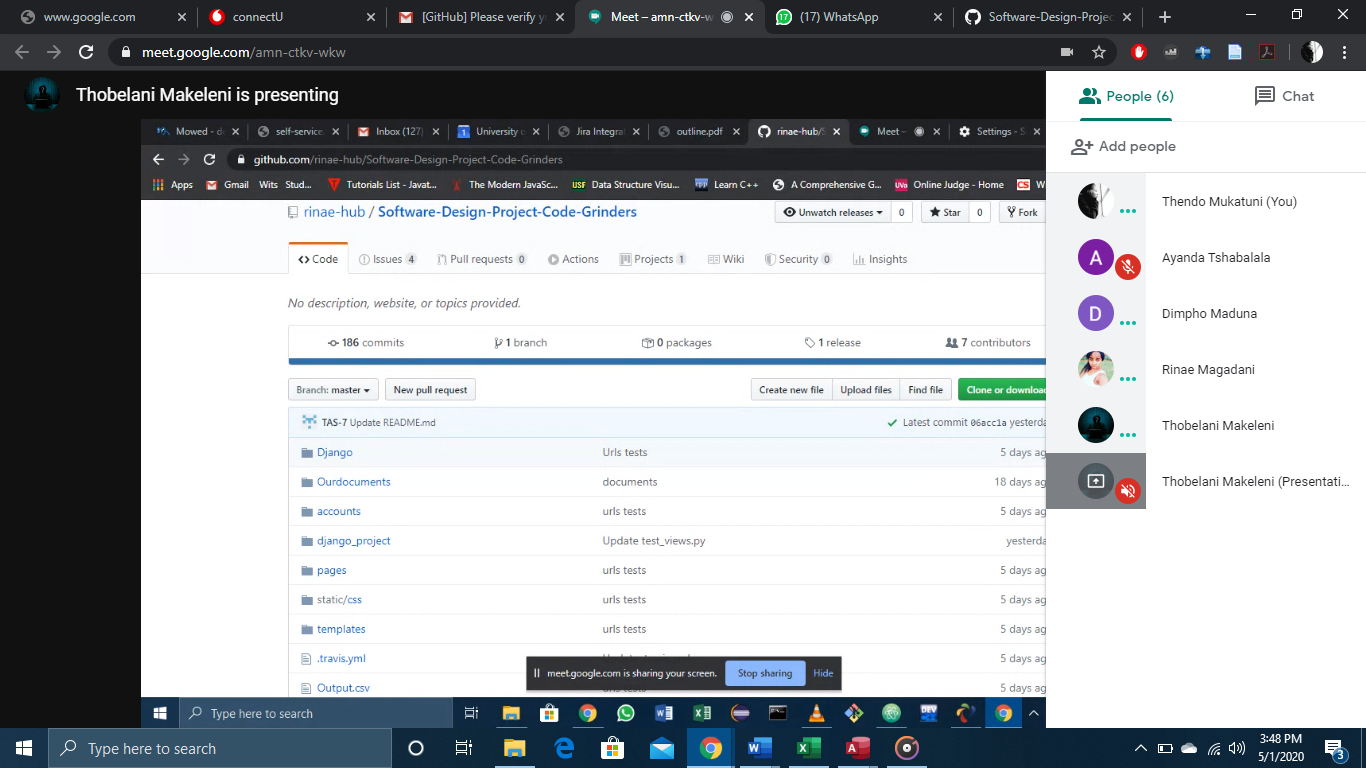 www.google.com
connectU
[GitHub] Please verify y
Meet – amn-ctkv-w
(17) WhatsApp
Software-Design-Projec
meet.google.com/amn-ctkv-wkw
Thobelani Makeleni is presenting
Mowed - de
self-service.
Inbox (127)
University o
Jira Integrat
outline.pdf
rinae-hub/S
Meet –
Settings - S
github.com/rinae-hub/Software-Design-Project-Code-Grinders
Apps
Gmail
Wits Stud...
Tutorials List - Javat...
The Modern JavaSc...
USF
Data Structure Visu...
Learn C++
A Comprehensive G...
UVa
Online Judge - Home
CS
W
rinae-hub / Software-Design-Project-Code-Grinders
Unwatch releases
0
Star
0
Fork
Code
Issues 4
Pull requests 0
Actions
Projects 1
Wiki
Security 0
Insights
No description, website, or topics provided.
186 commits
1 branch
0 packages
1 release
7 contributors
Branch: master
New pull request
Create new file
Upload files
Find file
Clone or download
TAS-7 Update README.md
Latest commit 06acc1a yesterda
Django
Urls tests
5 days ag
Ourdocuments
documents
18 days ag
accounts
urls tests
5 days ag
django_project
Update test_views.py
yesterda
pages
urls tests
5 days ag
static/css
urls tests
5 days ag
templates
urls tests
5 days ag
.travis.yml
5 days ag
Output.csv
urls tests
5 days ag
meet.google.com is sharing your screen.
Stop sharing
Hide
Type here to search
DEV
People (6)
Chat
Add people
Thendo Mukatuni (You)
A
Ayanda Tshabalala
D
Dimpho Maduna
Rinae Magadani
Thobelani Makeleni
Thobelani Makeleni (Presentati...
Type here to search
3:48 PM
5/1/2020
3